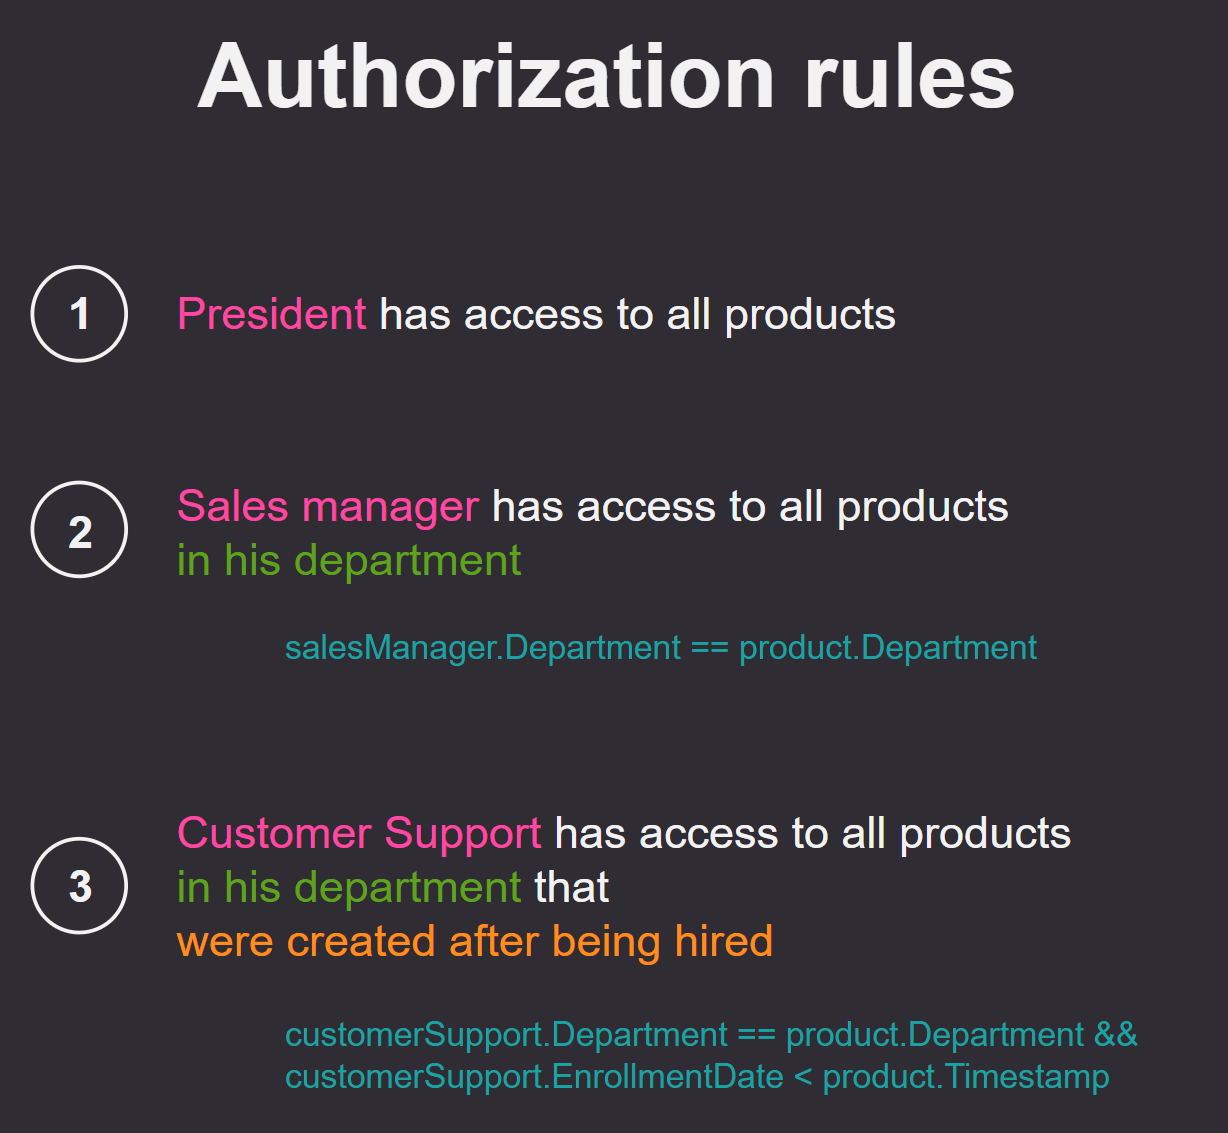 Authorization rules
1
President has access to all products
2
Sales manager has access to all products
in his department
salesManager.Department == product.Department
3
Customer Support has access to all products
in his department that
were created after being hired
customerSupport.Department == product.Department &&
customerSupport.EnrollmentDate < product.Timestamp